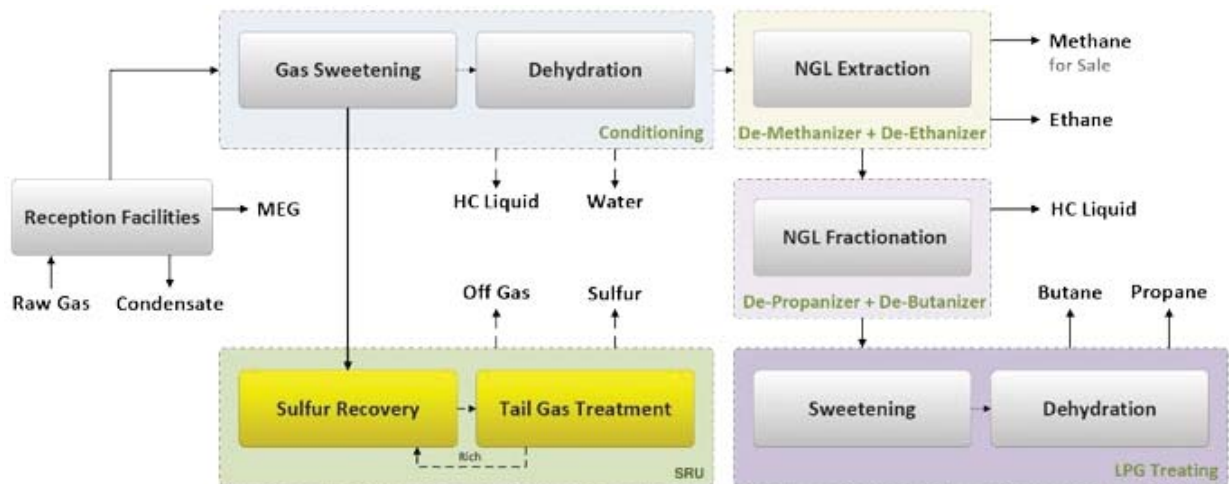 Gas Sweetening
Dehydration
Conditioning
NGL Extraction
De-Methanizer + De-Ethanizer
Methane
for Sale
Ethane
Reception Facilities
MEG
HC Liquid
Water
NGL Fractionation
De-Propanizer + De-Butanizer
HC Liquid
Raw Gas
Condensate
Off Gas
Sulfur
Butane
Propane
Sulfur Recovery
Tail Gas Treatment
Rich
SRU
Sweetening
Dehydration
LPG Treating